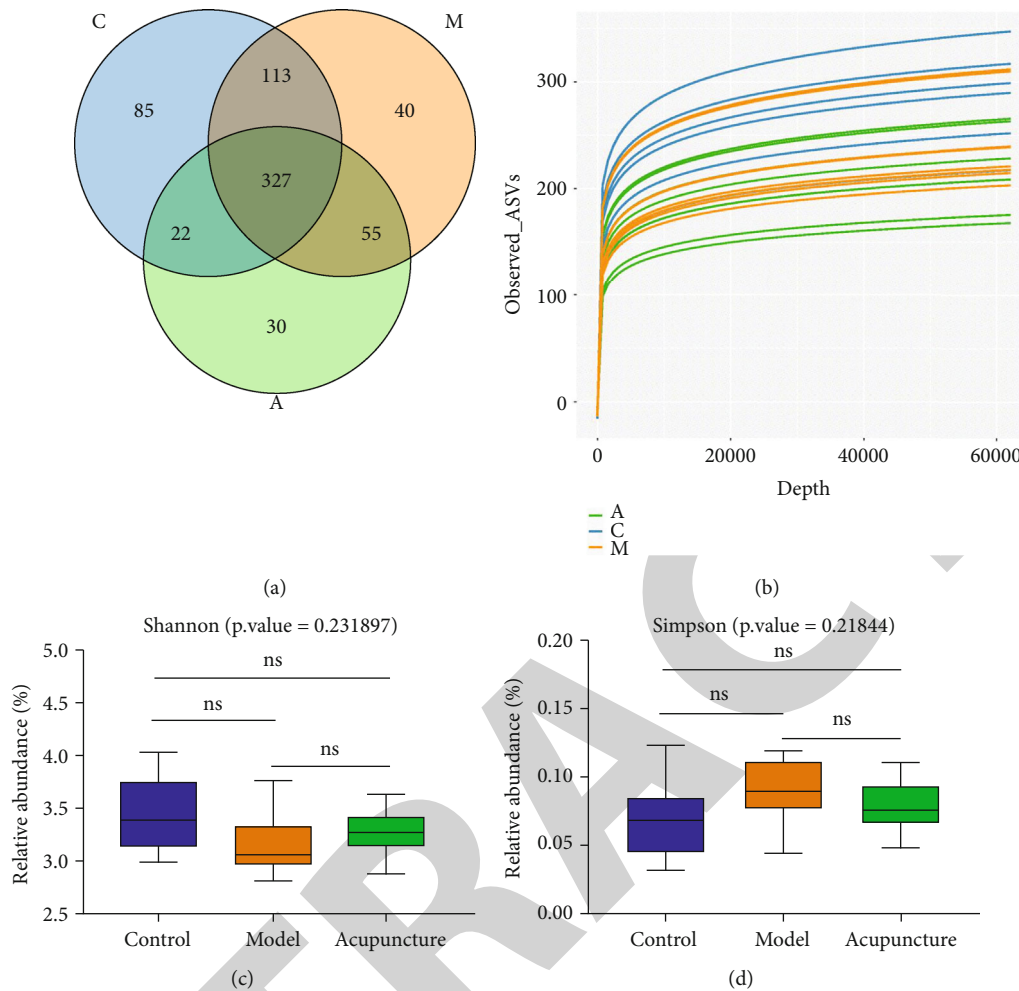 C
M
113
85
40
327
22
55
30
A
(a)
Observed_ASVs
300
200
100
0
0
20000
40000
60000
Depth
A
C
M
(b)
Shannon (p.value = 0.231897)
Relative abundance (%)
5.0
4.5
4.0
3.5
3.0
2.5
ns
ns
ns
Control
Model
Acupuncture
(c)
Simpson (p.value = 0.21844)
Relative abundance (%)
0.20
0.15
0.10
0.05
0.00
ns
ns
ns
Control
Model
Acupuncture
(d)
TRAC